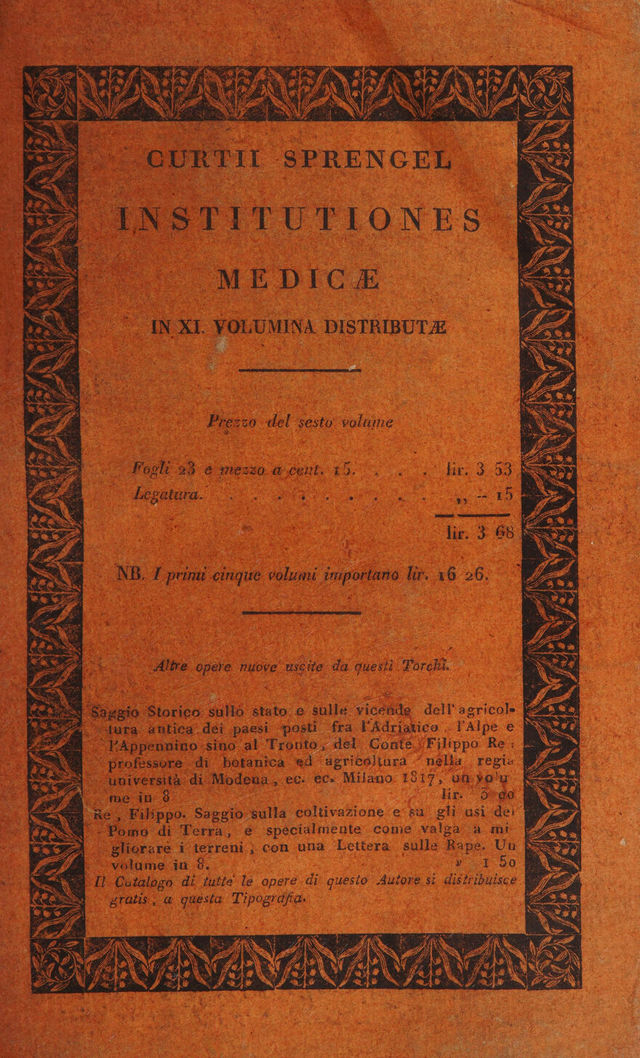 CURTII SPRENGEL
INSTITUTIONES
MEDICÆ
IN XI. VOLUMINA DISTRIBUTÆ
Prezzo del sesto volume
Fogli 23 e mezzo a cent. 15. . . . lir. 3 53
Legatura. . . . . . . . . . ,, -- 15
lir. 3 68
NB. I primi cinque volumi importano lir. 16 26.
Altre opere nuove uscite da questi Torchi.
Saggio Storico sullo stato e sulle vicende dell'agricol-
tura antica dei paesi posti fra l'Adriatico, l'Alpe e
l'Appennino sino al Tronto, del Conte Filippo Re,
professore di botanica ed agricoltura nella regia
università di Modena, ec. ec. Milano 1817, un volu
me in 8 lir. 3 00
Re, Filippo. Saggio sulla coltivazione e su gli usi dei
Pomo di Terra, e specialmente come valga a mi
gliorare i terreni, con una Lettera sulle Rape. Un
volume in 8. » 1 50
Il Catalogo di tutte le opere di questo Autore si distribuisce
gratis, a questa Tipografia.